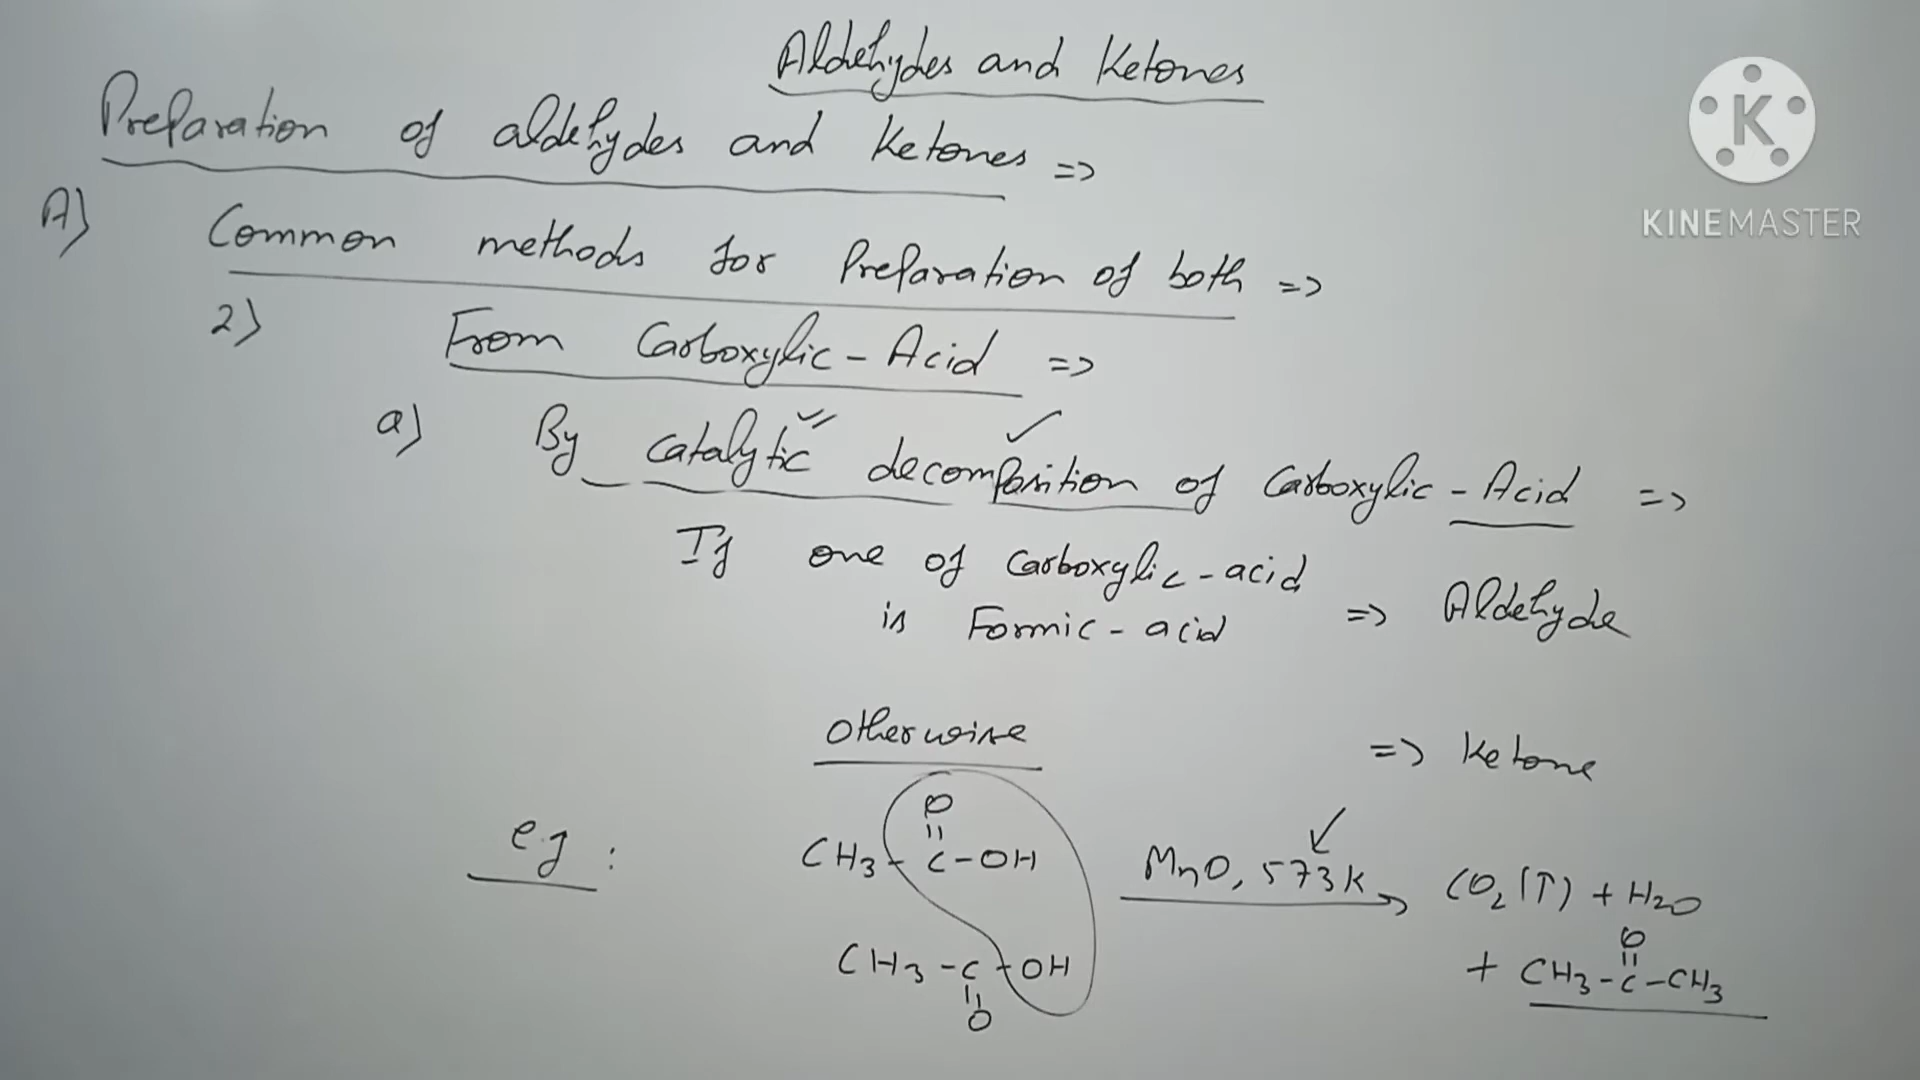 Aldehydes and Ketones
Preparation of aldehydes and Ketones =>
A) Common methods for Preparation of both =>
2) From Carboxylic-Acid =>
a) By catalytic decomposition of Carboxylic-Acid =>
If one of carboxylic-acid
is Formic-acid => Aldehyde
otherwise => Ketone
O
||
e.g : CH3-C-OH MnO, 573K CO2(↑) + H2O
CH3-C-OH
||
O
O
||
+ CH3-C-CH3
K
KINEMASTER